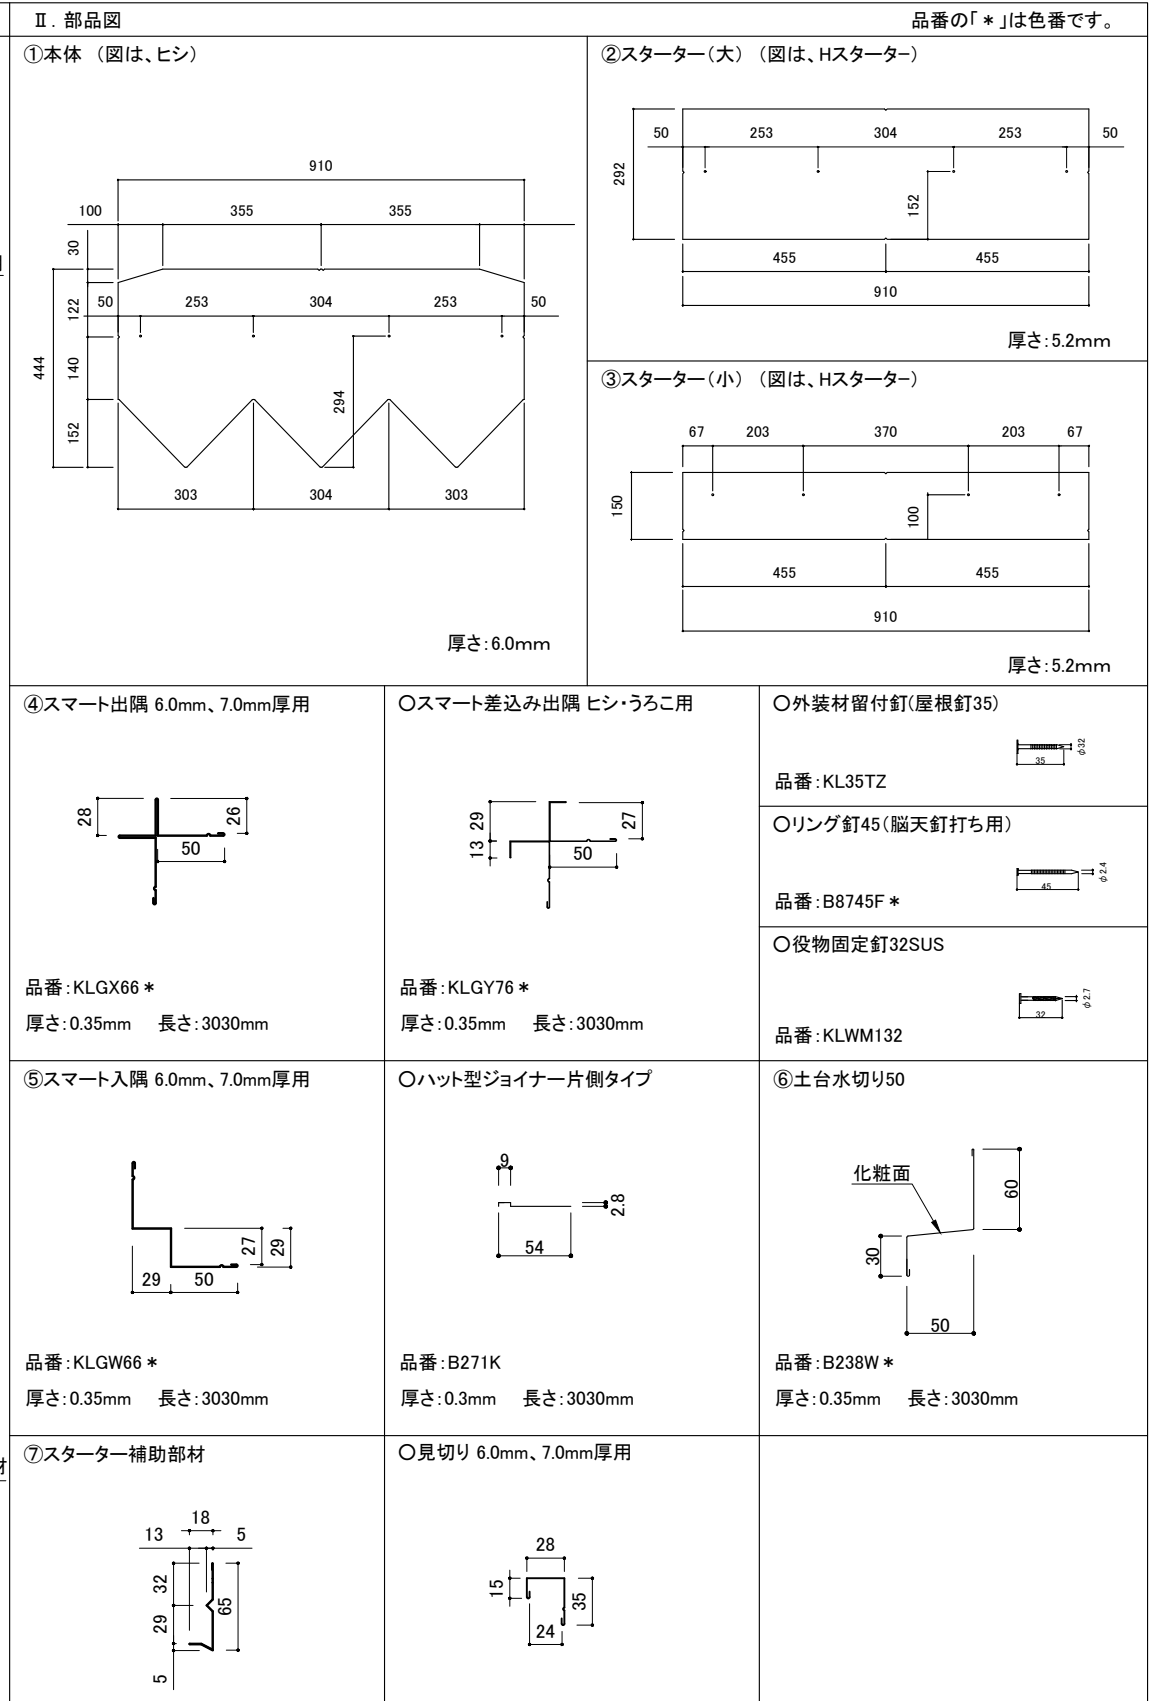 Ⅱ. 部品図
品番の「＊」は色番です。
①本体 （図は、ヒシ）
910
100
355
355
30
122
50
253
304
253
50
444
140
294
152
303
304
303
厚さ:6.0mm
②スターター(大) (図は、Hスターター)
50
253
304
253
50
292
152
455
455
910
厚さ:5.2mm
③スターター(小) (図は、Hスターター)
67
203
370
203
67
150
100
455
455
910
厚さ:5.2mm
④スマート出隅 6.0mm、7.0mm厚用
28
26
50
品番:KLGX66＊
厚さ:0.35mm 長さ:3030mm
○スマート差込み出隅 ヒシ・うろこ用
29
27
13
50
品番:KLGY76＊
厚さ:0.35mm 長さ:3030mm
○外装材留付釘(屋根釘35)
φ32
35
品番:KL35TZ
○リング釘45(脳天釘打ち用)
φ2.4
45
品番:B8745F＊
○役物固定釘32SUS
φ2.7
32
品番:KLWM132
⑤スマート入隅 6.0mm、7.0mm厚用
27
29
29
50
品番:KLGW66＊
厚さ:0.35mm 長さ:3030mm
○ハット型ジョイナー片側タイプ
9
2.8
54
品番:B271K
厚さ:0.3mm 長さ:3030mm
⑥土台水切り50
化粧面
60
30
50
品番:B238W＊
厚さ:0.35mm 長さ:3030mm
材
⑦スターター補助部材
18
13
5
32
65
29
5
○見切り 6.0mm、7.0mm厚用
28
15
35
24